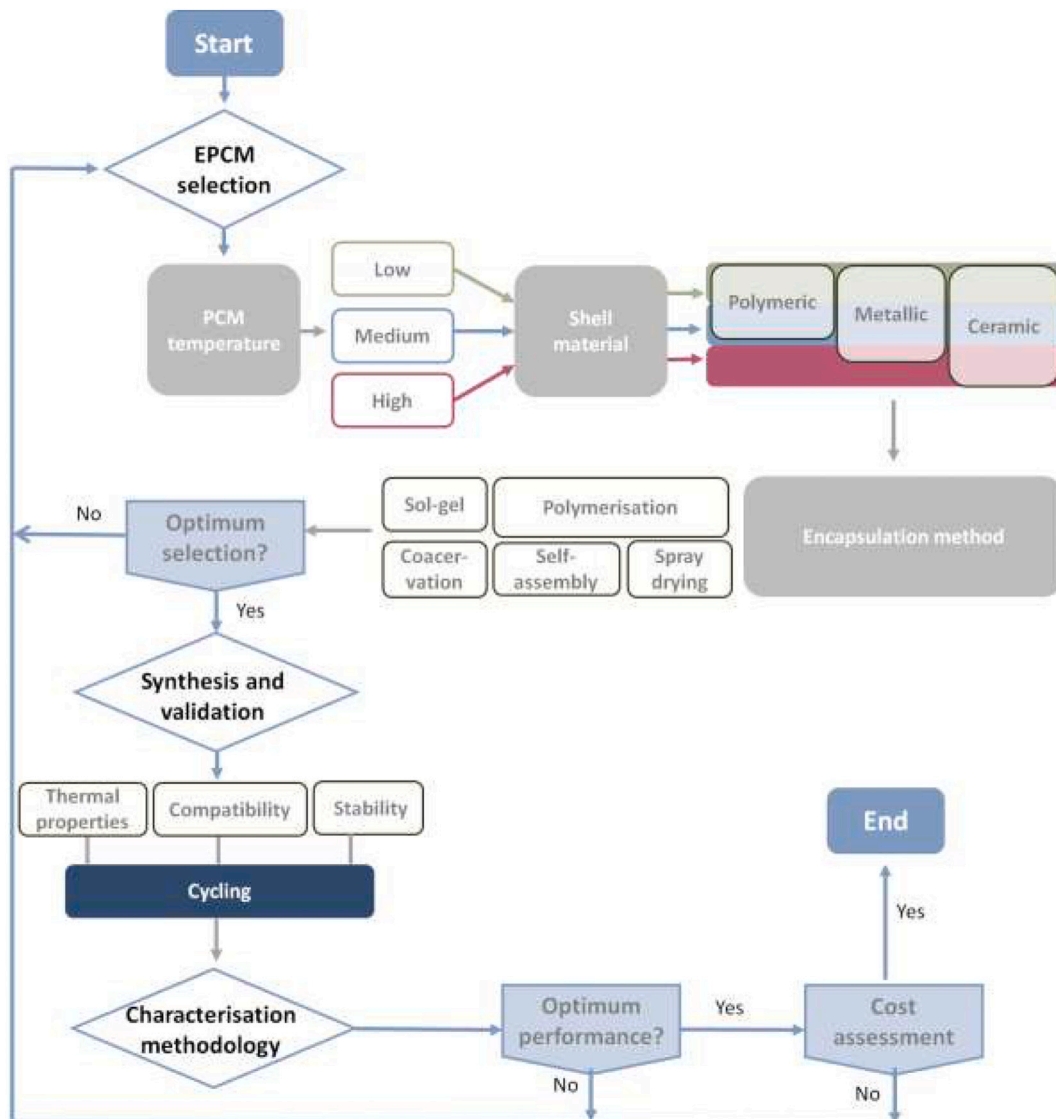 Start
EPCM
selection
PCM
temperature
Low
Medium
High
Shell
material
Polymeric
Metallic
Ceramic
Encapsulation method
Sol-gel
Polymerisation
Coacer-
vation
Self-
assembly
Spray
drying
No
Optimum
selection?
Yes
Synthesis and
validation
Thermal
properties
Compatibility
Stability
Cycling
Characterisation
methodology
Optimum
performance?
Yes
No
Cost
assessment
Yes
No
End